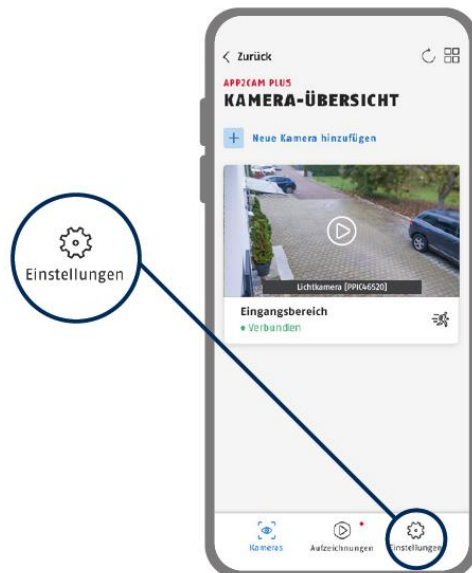 Zurück
APP2CAM PLUS
KAMERA-ÜBERSICHT
+ Neue Kamera hinzufügen
Lichtkamera [PPIC46520]
Eingangsbereich
• Verbunden
Einstellungen
Kameras
Aufzeichnungen
Einstellungen